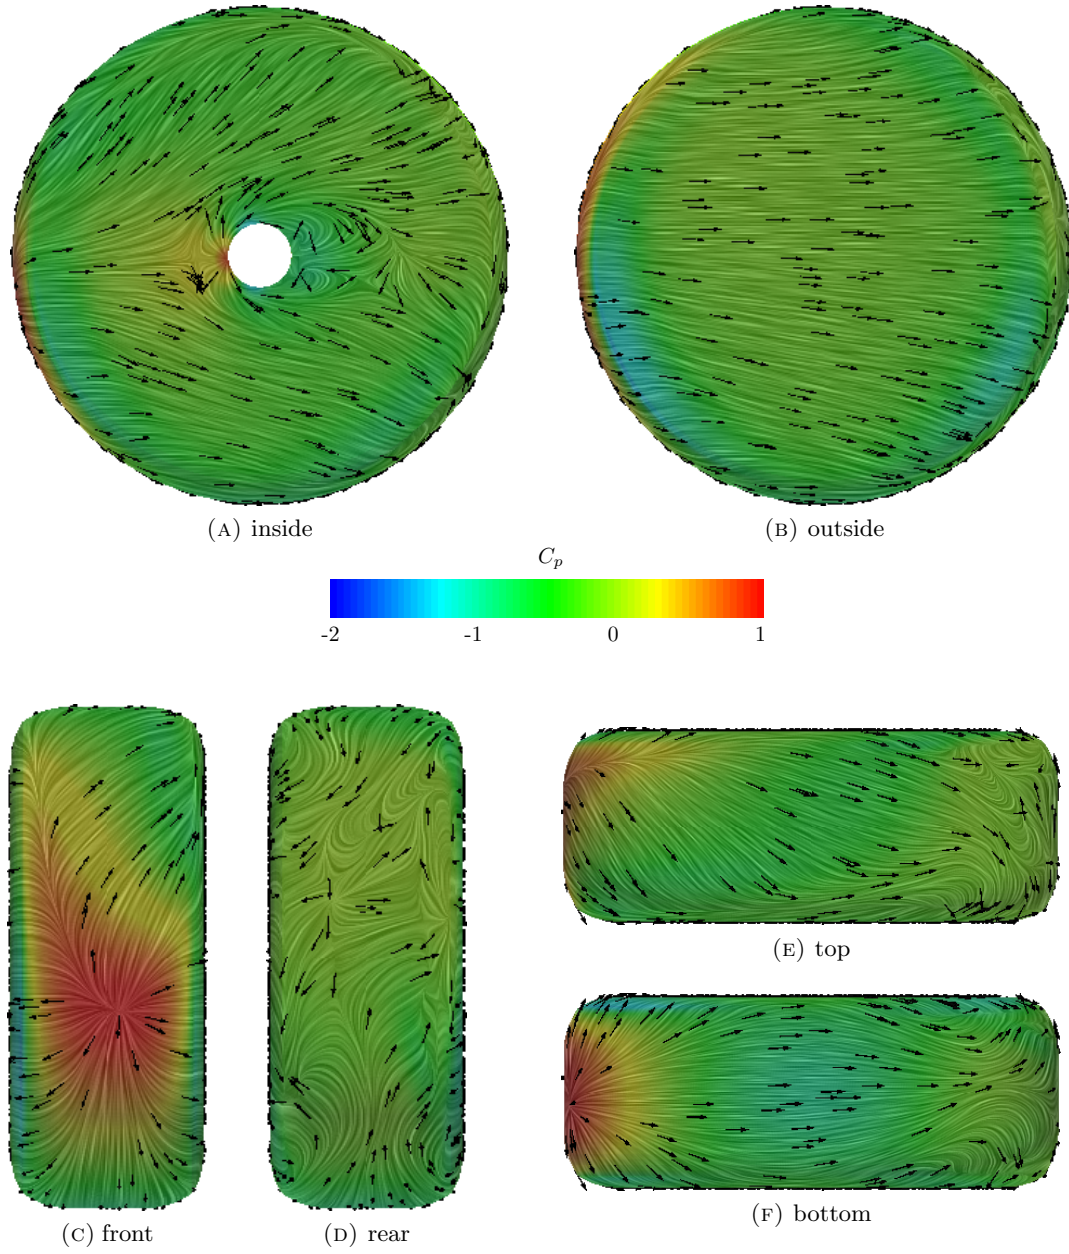 (A) inside
(B) outside
C_p
-2 -1 0 1
(E) top
(C) front
(D) rear
(F) bottom